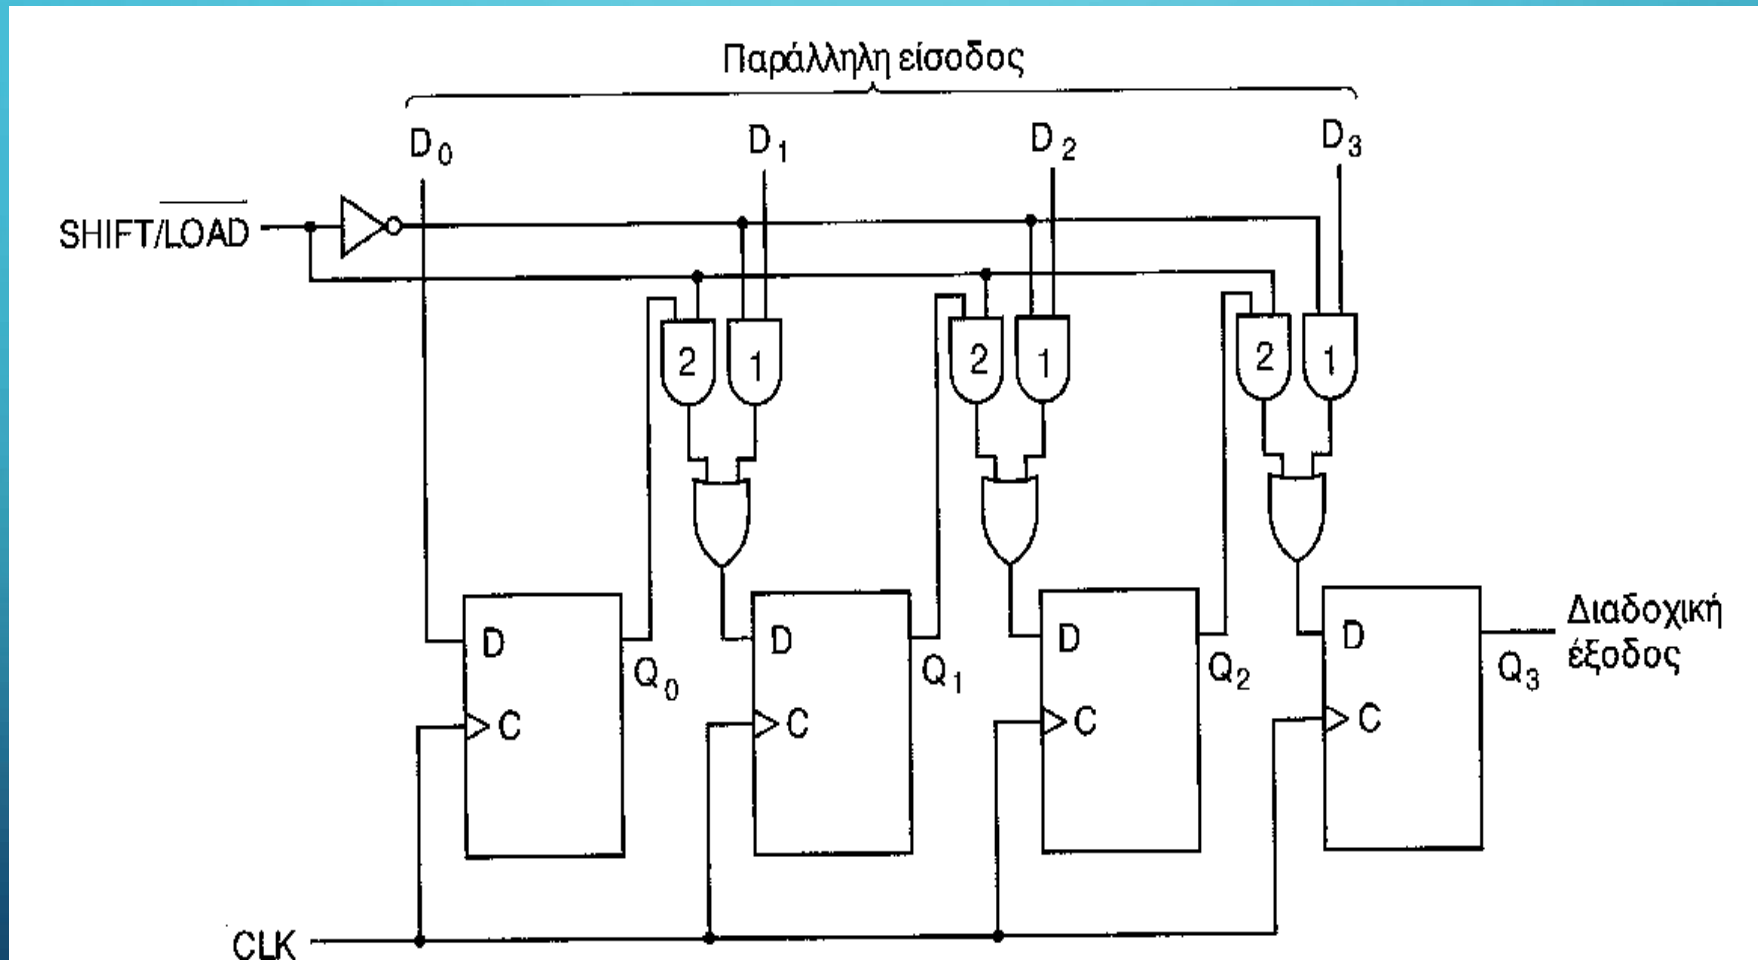 Παράλληλη είσοδος
D₀ D₁ D₂ D₃
SHIFT/L̅O̅A̅D̅
2 1 2 1 2 1
D D D D
Q₀ Q₁ Q₂ Q₃
Διαδοχική
έξοδος
C C C C
CLK